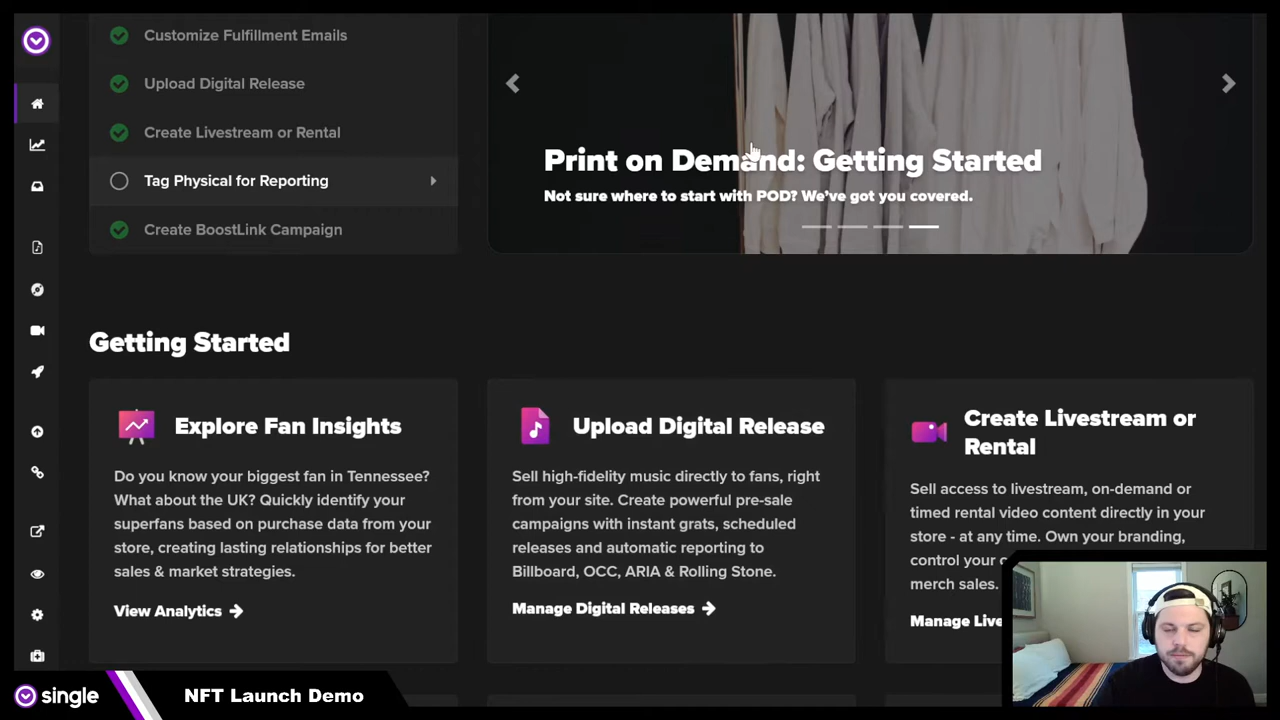 Customize Fulfillment Emails
Upload Digital Release
Create Livestream or Rental
Tag Physical for Reporting
Create BoostLink Campaign
Print on Demand: Getting Started
Not sure where to start with POD? We've got you covered.
Getting Started
Explore Fan Insights
Do you know your biggest fan in Tennessee?
What about the UK? Quickly identify your
superfans based on purchase data from your
store, creating lasting relationships for better
sales & market strategies.
View Analytics
Upload Digital Release
Sell high-fidelity music directly to fans, right
from your site. Create powerful pre-sale
campaigns with instant grats, scheduled
releases and automatic reporting to
Billboard, OCC, ARIA & Rolling Stone.
Manage Digital Releases
Create Livestream or
Rental
Sell access to livestream, on-demand or
timed rental video content directly in your
store - at any time. Own your branding,
control your
merch sales.
Manage
single
NFT Launch Demo